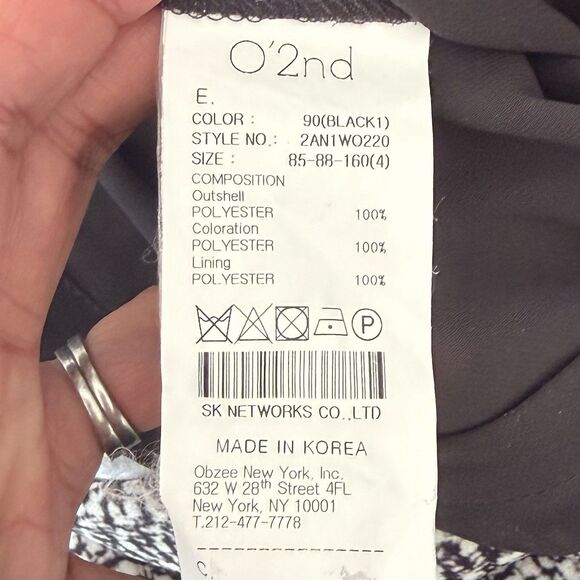 O'2nd
E.
COLOR : 90(BLACK1)
STYLE NO.: 2AN1WO220
SIZE : 85-88-160(4)
COMPOSITION
Outshell
POLYESTER 100%
Coloration
POLYESTER 100%
Lining
POLYESTER 100%
P
SK NETWORKS CO.,LTD
MADE IN KOREA
Obzee New York, Inc.
632 W 28th Street 4FL
New York, NY 10001
T.212-477-7778